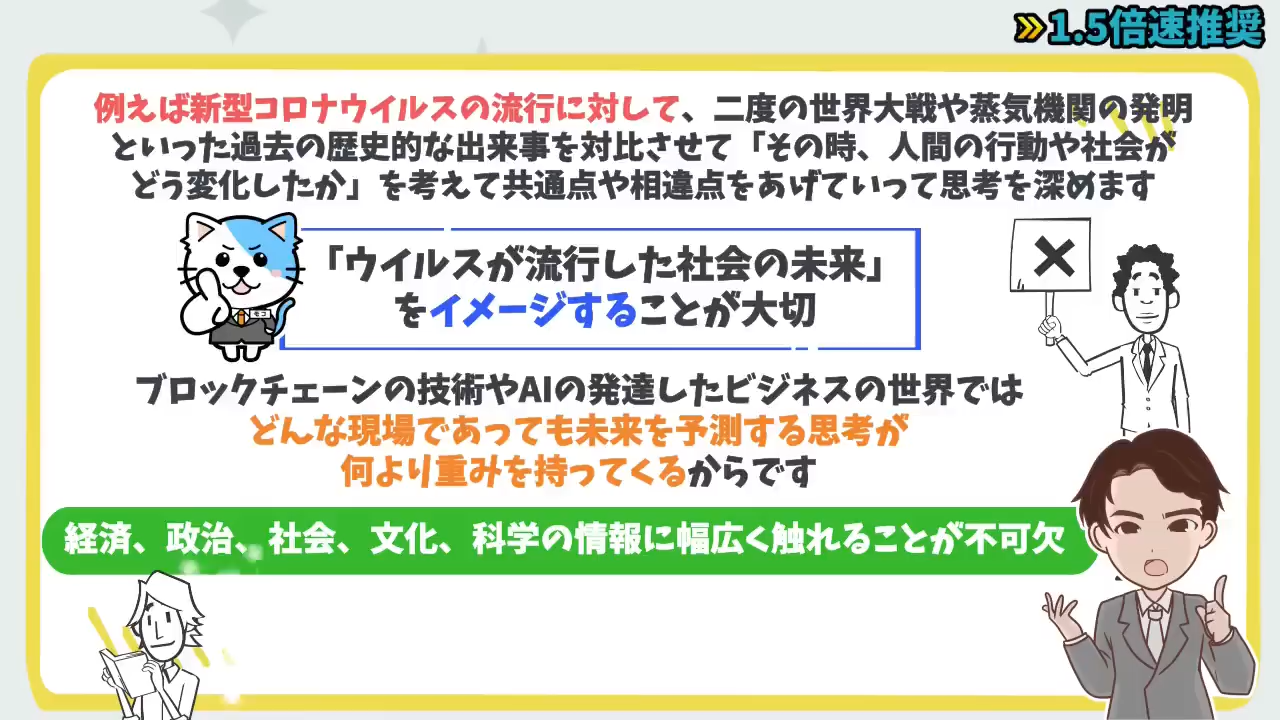 1.5倍速推奨
例えば新型コロナウイルスの流行に対して、二度の世界大戦や蒸気機関の発明
といった過去の歴史的な出来事を対比させて「その時、人間の行動や社会が
どう変化したか」を考えて共通点や相違点をあげていって思考を深めます
「ウイルスが流行した社会の未来」
をイメージすることが大切
モコ
ブロックチェーンの技術やAIの発達したビジネスの世界では
どんな現場であっても未来を予測する思考が
何より重みを持ってくるからです
経済、政治、社会、文化、科学の情報に幅広く触れることが不可欠